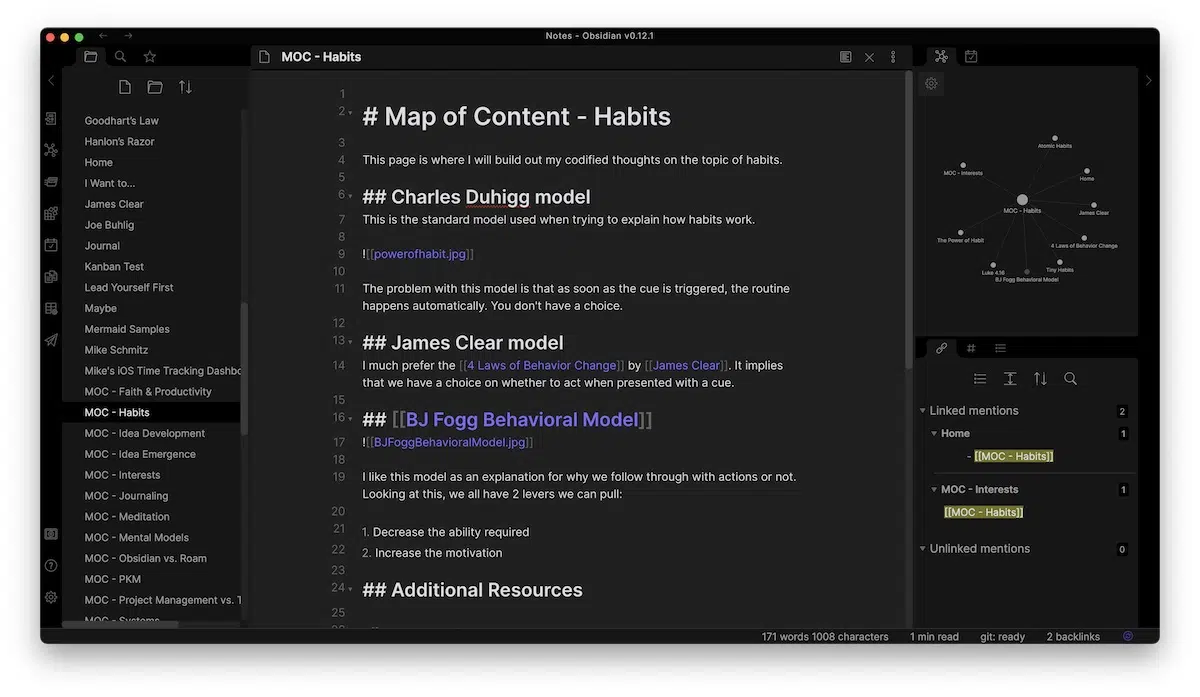 Notes - Obsidian v0.12.1
MOC - Habits
Goodhart's Law
Hanlon's Razor
Home
I Want to...
James Clear
Joe Buhlig
Journal
Kanban Test
Lead Yourself First
Maybe
Mermaid Samples
Mike Schmitz
Mike's iOS Time Tracking Dashbo
MOC - Faith & Productivity
MOC - Habits
MOC - Idea Development
MOC - Idea Emergence
MOC - Interests
MOC - Journaling
MOC - Meditation
MOC - Mental Models
MOC - Obsidian vs. Roam
MOC - PKM
MOC - Project Management vs. T
MOC - Systems
1
2 # Map of Content - Habits
3
4 This page is where I will build out my codified thoughts on the topic of habits.
5
6 ## Charles Duhigg model
7 This is the standard model used when trying to explain how habits work.
8
9 ![[powerofhabit.jpg]]
10
11 The problem with this model is that as soon as the cue is triggered, the routine
happens automatically. You don't have a choice.
12
13 ## James Clear model
14 I much prefer the [[4 Laws of Behavior Change]] by [[James Clear]]. It implies
that we have a choice on whether to act when presented with a cue.
15
16 ## [[BJ Fogg Behavioral Model]]
17 ![[BJFoggBehavioralModel.jpg]]
18
19 I like this model as an explanation for why we follow through with actions or not.
Looking at this, we all have 2 levers we can pull:
20
21 1. Decrease the ability required
22 2. Increase the motivation
23
24 ## Additional Resources
25
Atomic Habits
MOC - Interests
Home
MOC - Habits
James Clear
The Power of Habit
4 Laws of Behavior Change
Luke 4.16
Tiny Habits
BJ Fogg Behavioral Model
Linked mentions 2
Home 1
- [[MOC - Habits]]
MOC - Interests 1
[[MOC - Habits]]
Unlinked mentions 0
171 words 1008 characters 1 min read git: ready 2 backlinks